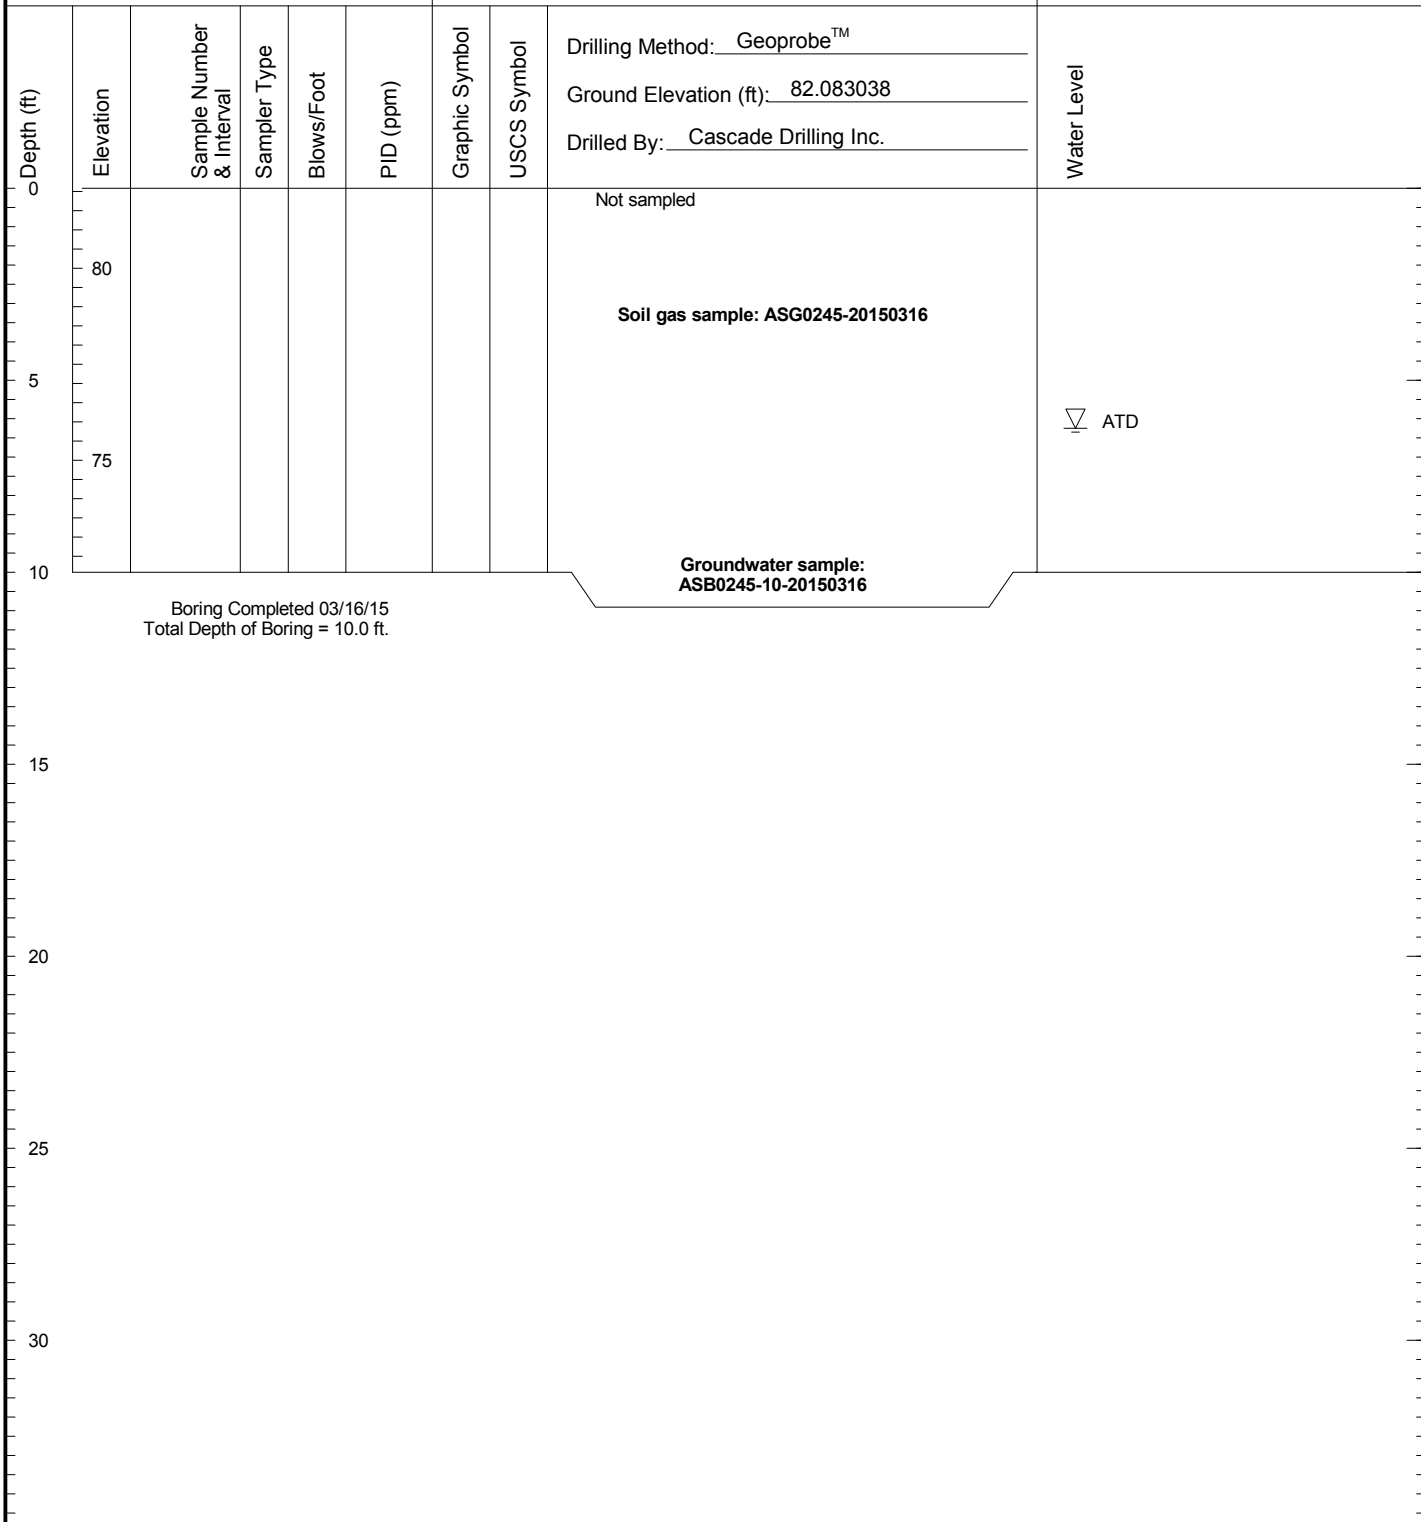 Depth (ft)
Elevation
Sample Number
& Interval
Sampler Type
Blows/Foot
PID (ppm)
Graphic Symbol
USCS Symbol
Drilling Method: Geoprobe™
Ground Elevation (ft): 82.083038
Drilled By: Cascade Drilling Inc.
Water Level
0
Not sampled
80
Soil gas sample: ASG0245-20150316
5
ATD
75
Groundwater sample:
ASB0245-10-20150316
10
Boring Completed 03/16/15
Total Depth of Boring = 10.0 ft.
15
20
25
30